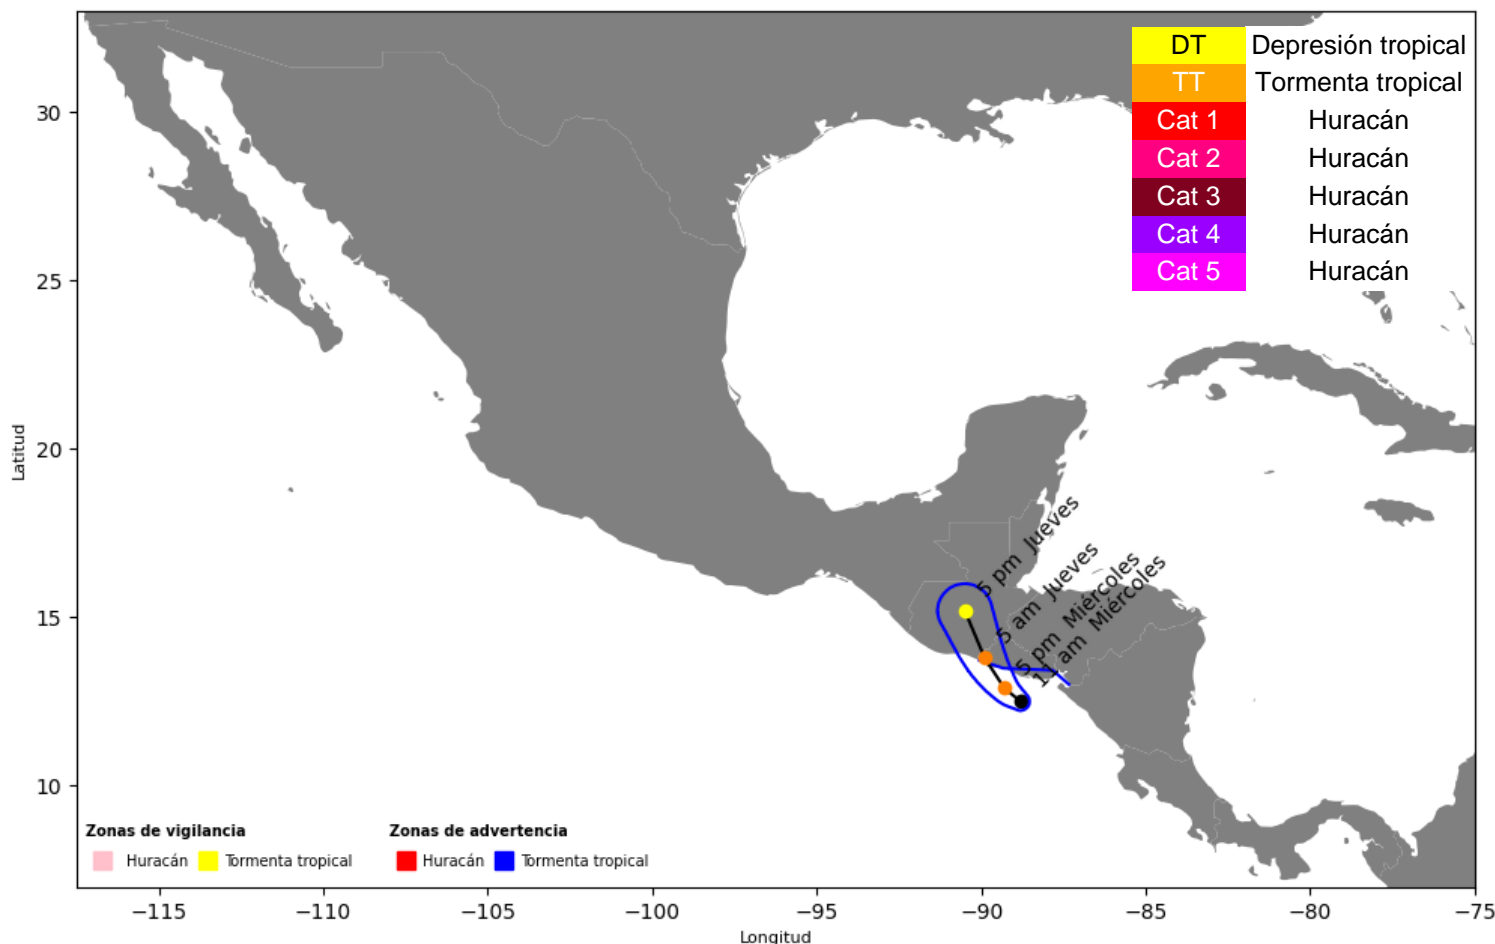 DT Depresión tropical
TT Tormenta tropical
Cat 1 Huracán
Cat 2 Huracán
Cat 3 Huracán
Cat 4 Huracán
Cat 5 Huracán
30
25
20
15
10
Latitud
5 pm Jueves
5 am Jueves
5 pm Miércoles
11 am Miércoles
Zonas de vigilancia Zonas de advertencia
Huracán Tormenta tropical Huracán Tormenta tropical
−115 −110 −105 −100 −95 −90 −85 −80 −75
Longitud